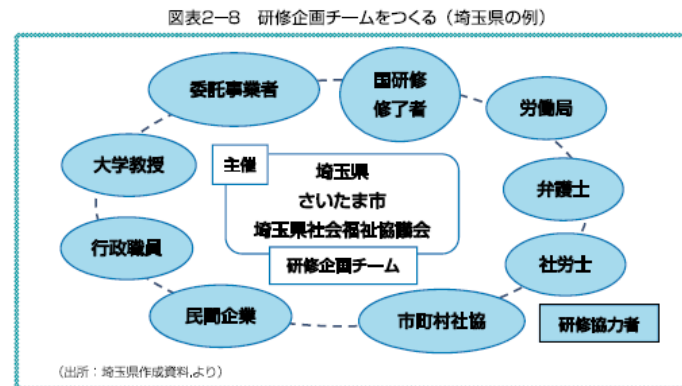 図表2−8 研修企画チームをつくる（埼玉県の例）
委託事業者
国研修
修了者
労働局
大学教授
主催
埼玉県
さいたま市
埼玉県社会福祉協議会
研修企画チーム
弁護士
行政職員
社労士
民間企業
市町村社協
研修協力者
（出所：埼玉県作成資料､より）